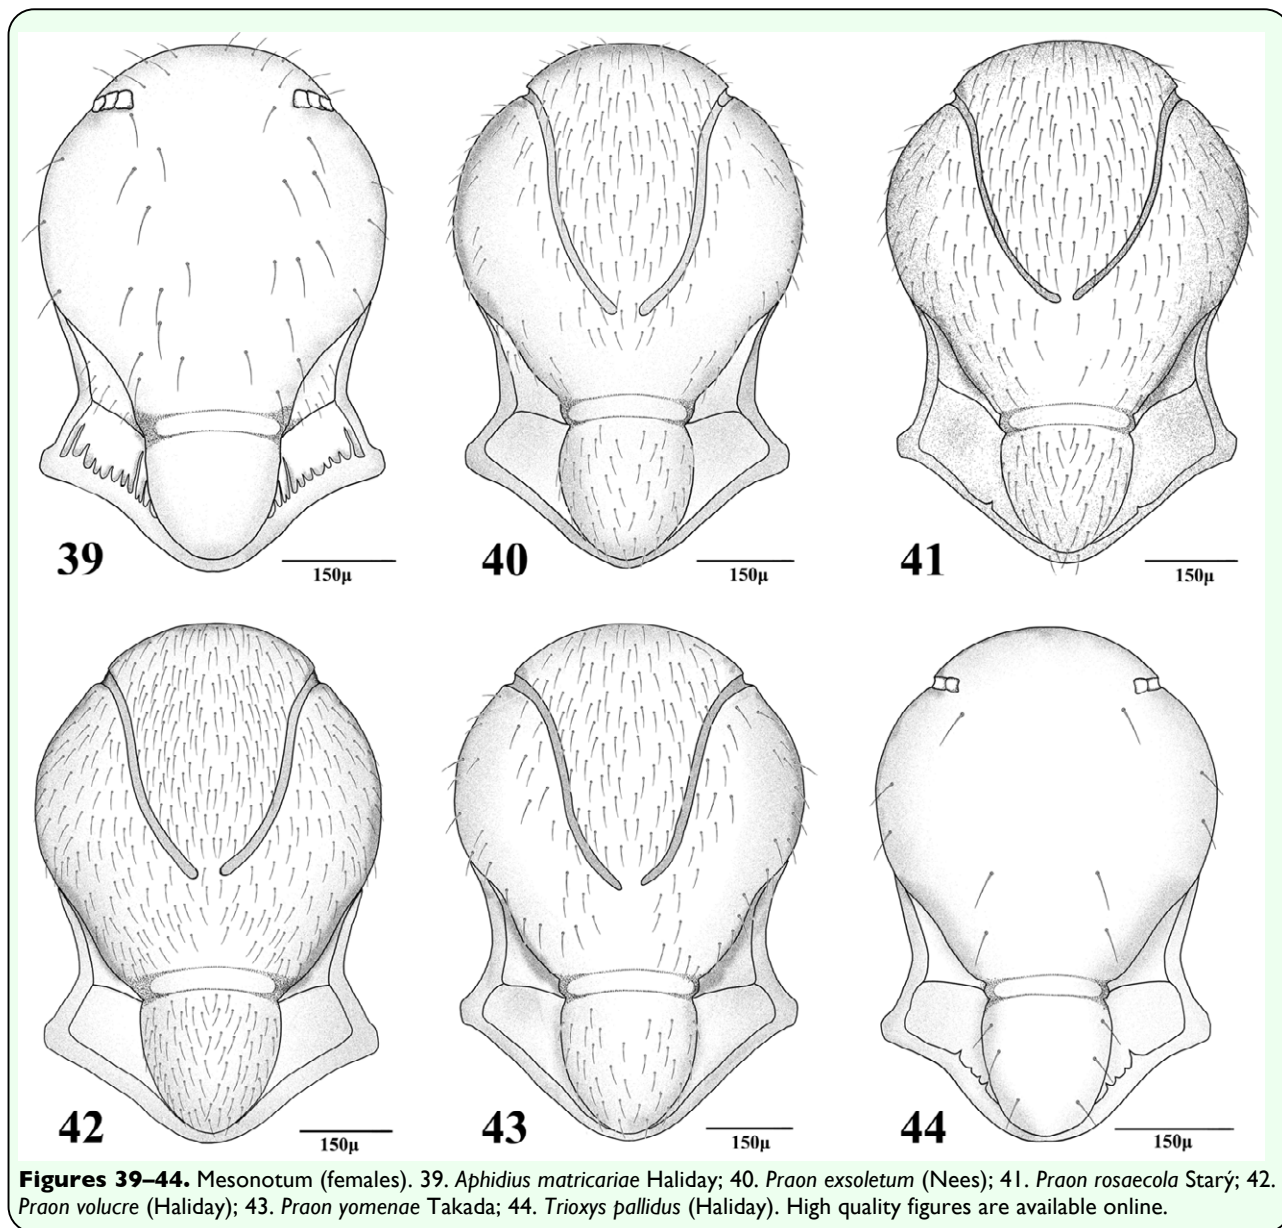 39
150µ
40
150µ
41
150µ
42
150µ
43
150µ
44
150µ
Figures 39–44. Mesonotum (females). 39. Aphidius matricariae Haliday; 40. Praon exsoletum (Nees); 41. Praon rosaecola Starý; 42.
Praon volucre (Haliday); 43. Praon yomenae Takada; 44. Trioxys pallidus (Haliday). High quality figures are available online.